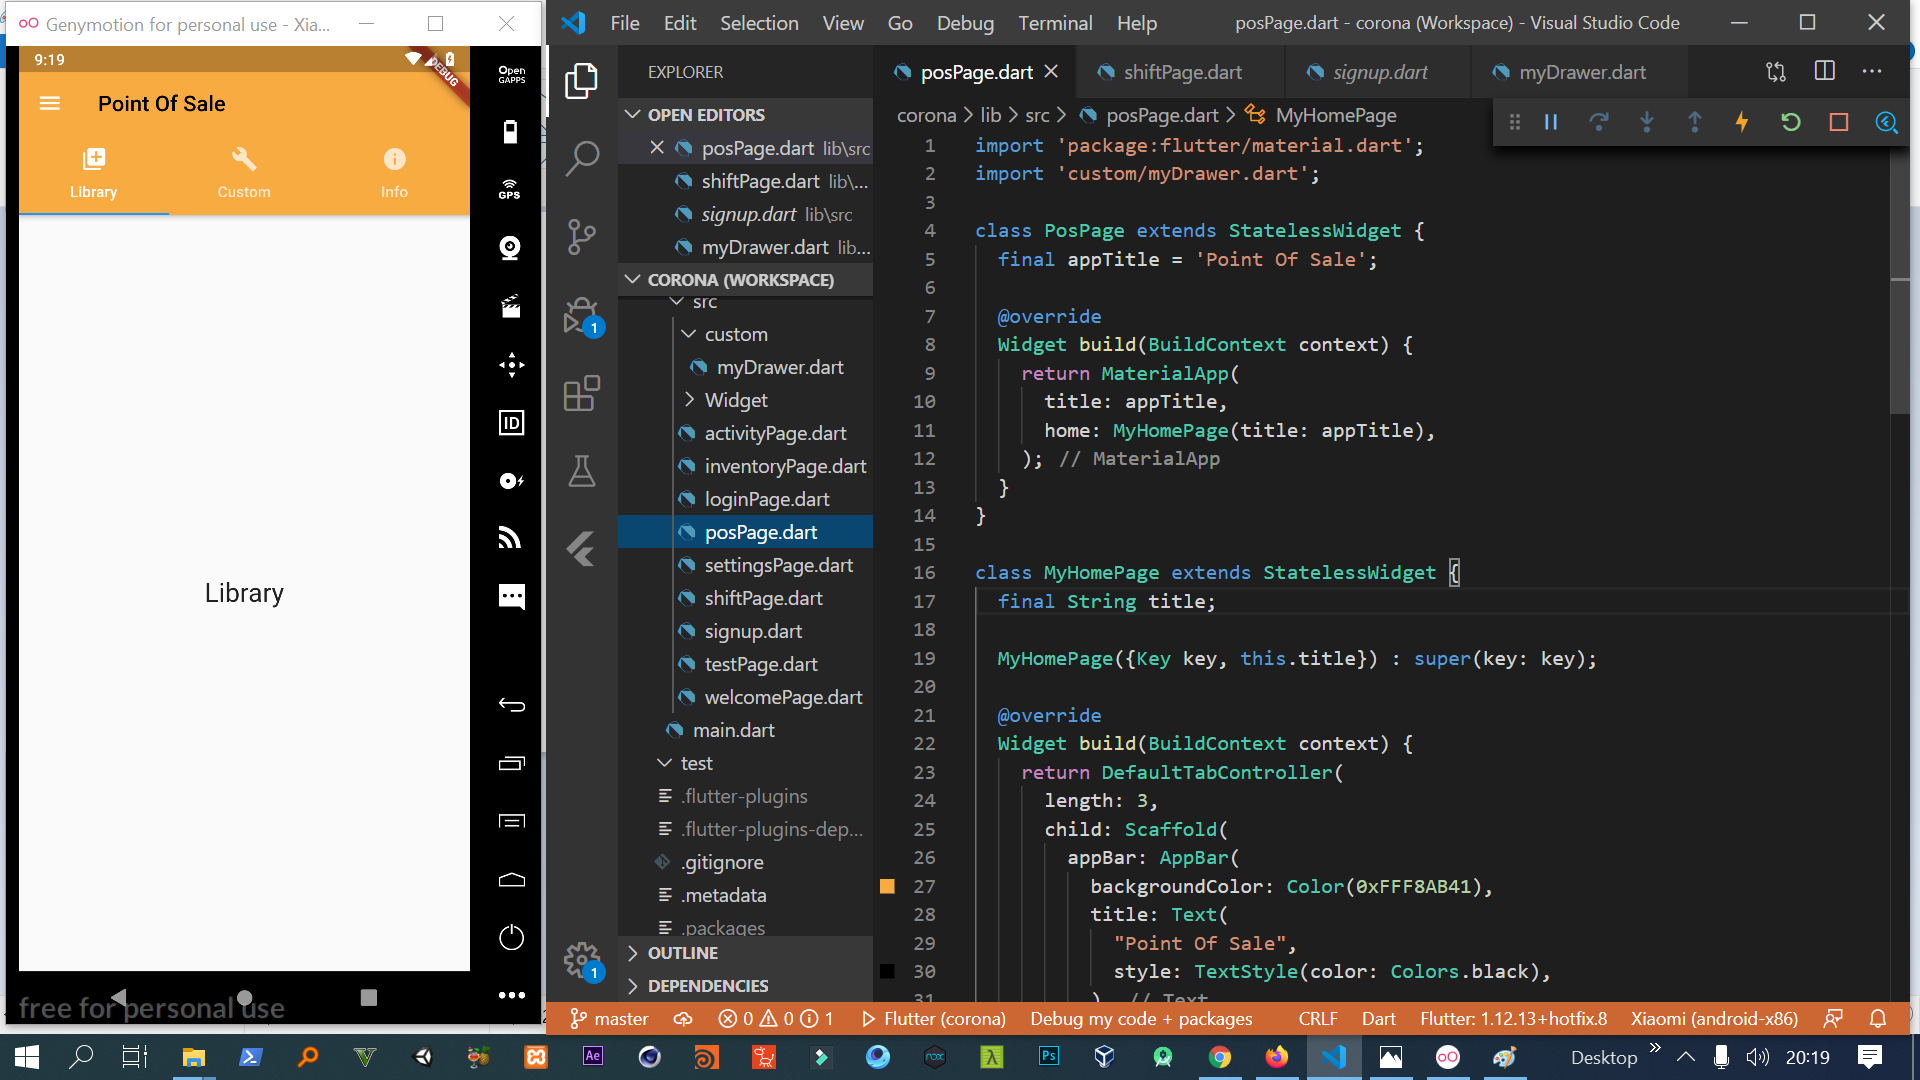 Genymotion for personal use - Xia...
9:19
DEBUG
Point Of Sale
Library
Custom
Info
Library
free for personal use
Open
GAPPS
GPS
ID
File Edit Selection View Go Debug Terminal Help
posPage.dart - corona (Workspace) - Visual Studio Code
EXPLORER
OPEN EDITORS
posPage.dart lib\src
shiftPage.dart lib\...
signup.dart lib\src
myDrawer.dart lib...
CORONA (WORKSPACE)
src
custom
myDrawer.dart
Widget
activityPage.dart
inventoryPage.dart
loginPage.dart
posPage.dart
settingsPage.dart
shiftPage.dart
signup.dart
testPage.dart
welcomePage.dart
main.dart
test
.flutter-plugins
.flutter-plugins-dep...
.gitignore
.metadata
.packages
OUTLINE
DEPENDENCIES
1
1
posPage.dart shiftPage.dart signup.dart myDrawer.dart
corona > lib > src > posPage.dart > MyHomePage
1 import 'package:flutter/material.dart';
2 import 'custom/myDrawer.dart';
3
4 class PosPage extends StatelessWidget {
5 final appTitle = 'Point Of Sale';
6
7 @override
8 Widget build(BuildContext context) {
9 return MaterialApp(
10 title: appTitle,
11 home: MyHomePage(title: appTitle),
12 ); // MaterialApp
13 }
14 }
15
16 class MyHomePage extends StatelessWidget {
17 final String title;
18
19 MyHomePage({Key key, this.title}) : super(key: key);
20
21 @override
22 Widget build(BuildContext context) {
23 return DefaultTabController(
24 length: 3,
25 child: Scaffold(
26 appBar: AppBar(
27 backgroundColor: Color(0xFFF8AB41),
28 title: Text(
29 "Point Of Sale",
30 style: TextStyle(color: Colors.black),
31 ), // Text
master 0 0 1 Flutter (corona) Debug my code + packages CRLF Dart Flutter: 1.12.13+hotfix.8 Xiaomi (android-x86)
Ae
nox
Ps
Desktop
20:19